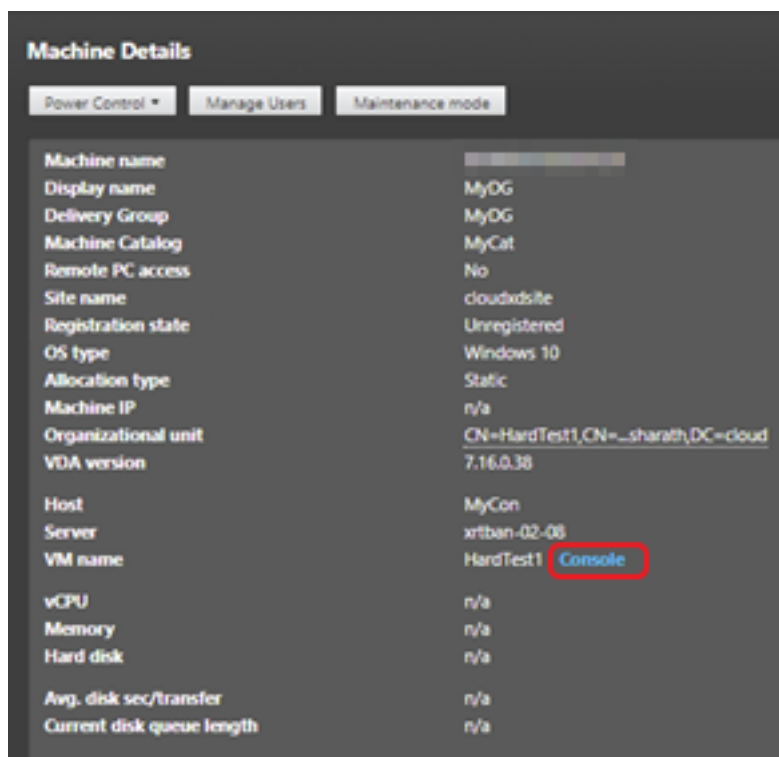 Machine Details
Power Control Manage Users Maintenance mode
Machine name
Display name MyDG
Delivery Group MyDG
Machine Catalog MyCat
Remote PC access No
Site name cloudxdsite
Registration state Unregistered
OS type Windows 10
Allocation type Static
Machine IP n/a
Organizational unit CN=HardTest1,CN=...sharath,DC=cloud
VDA version 7.16.0.38
Host MyCon
Server xrtban-02-08
VM name HardTest1 Console
vCPU n/a
Memory n/a
Hard disk n/a
Avg. disk sec/transfer n/a
Current disk queue length n/a